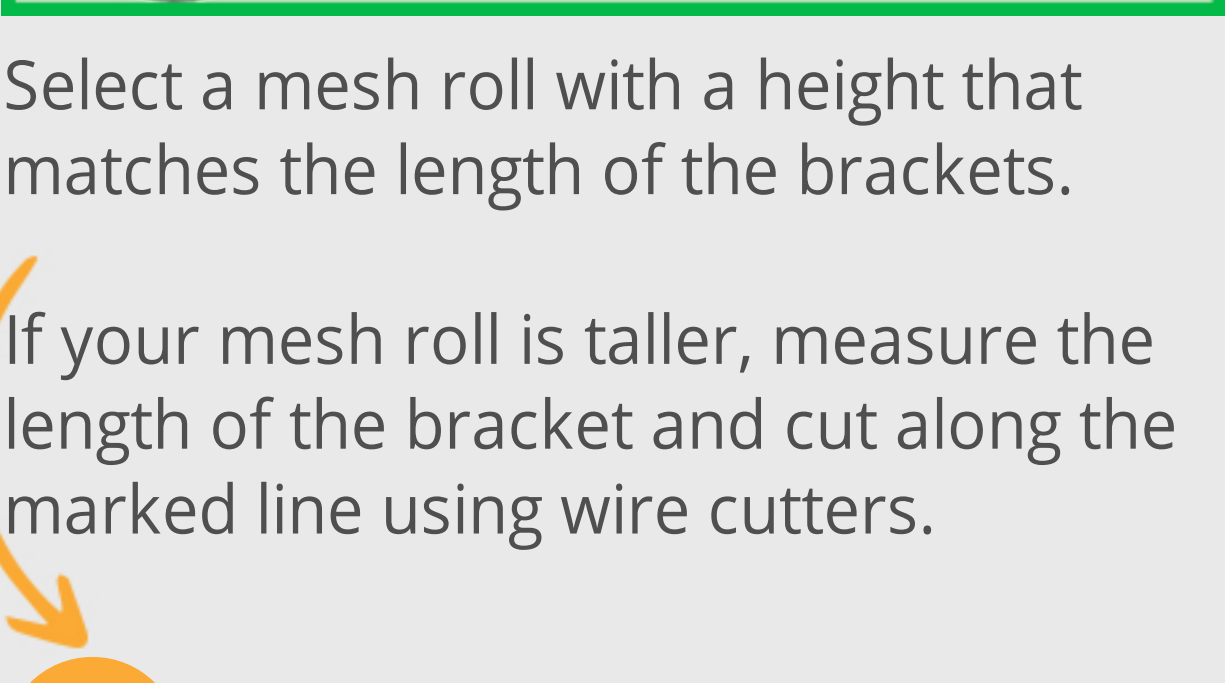 Select a mesh roll with a height that
matches the length of the brackets.
If your mesh roll is taller, measure the
length of the bracket and cut along the
marked line using wire cutters.